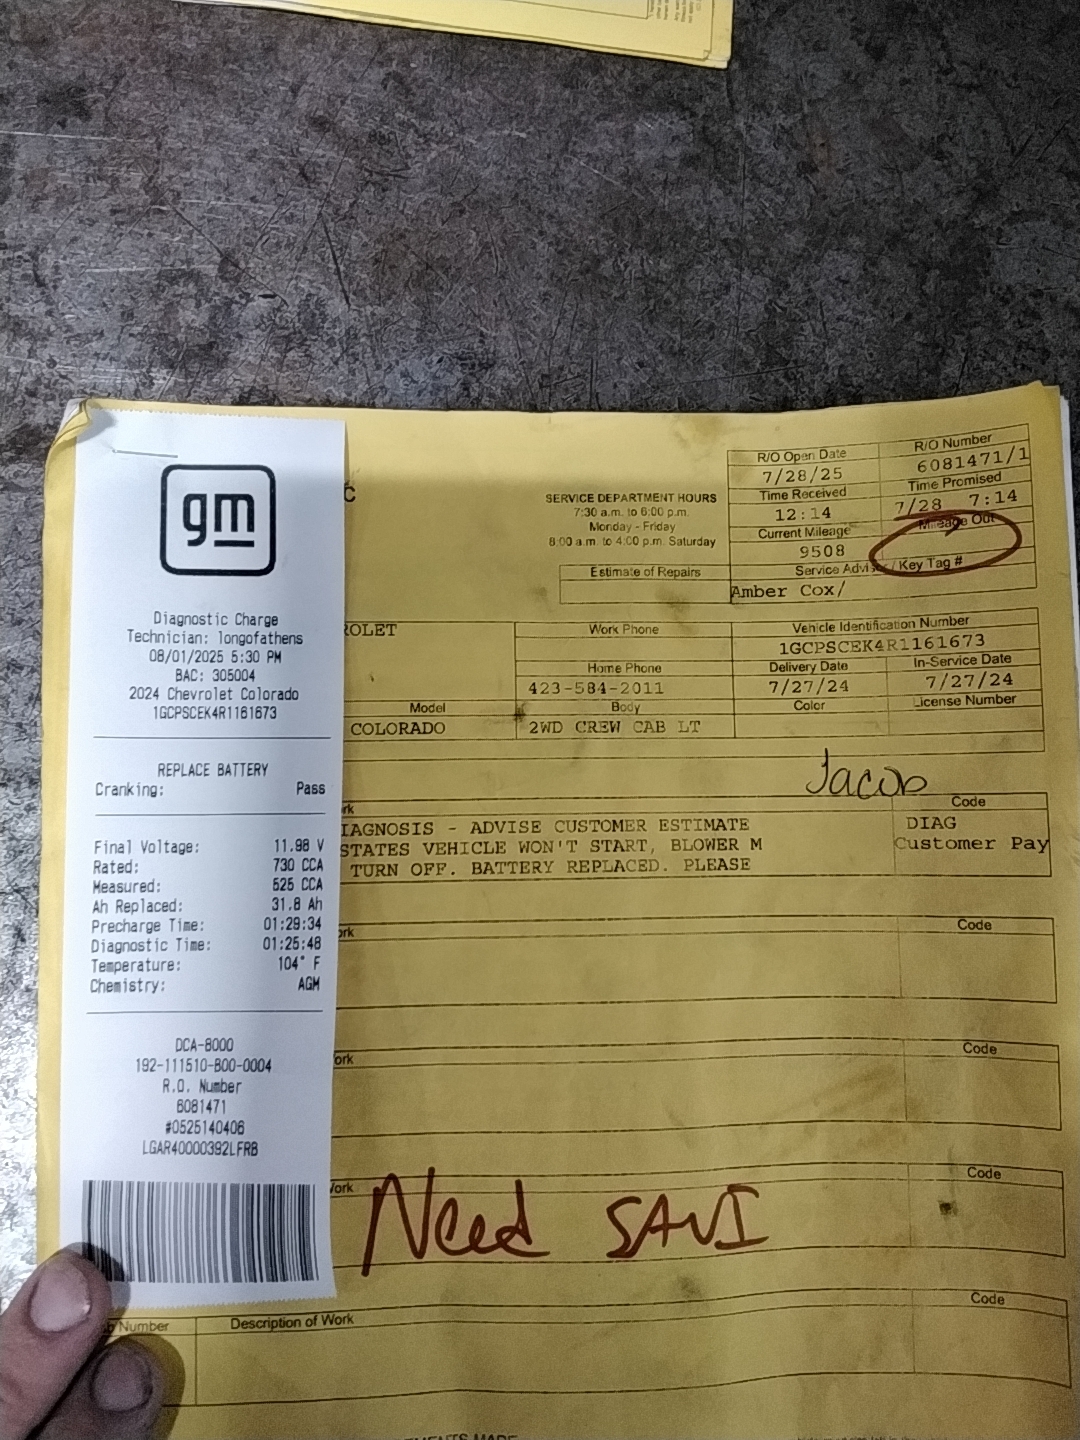 gm
Diagnostic Charge
Technician: longofathens
08/01/2025 5:30 PM
BAC: 305004
2024 Chevrolet Colorado
1GCPSCEK4R1161673
REPLACE BATTERY
Cranking: Pass
Final Voltage: 11.98 V
Rated: 730 CCA
Measured: 525 CCA
Ah Replaced: 31.8 Ah
Precharge Time: 01:29:34
Diagnostic Time: 01:25:48
Temperature: 104° F
Chemistry: AGM
DCA-8000
192-111510-B00-0004
R.O. Number
6081471
#0525140406
LGAR40000392LFRB
C
SERVICE DEPARTMENT HOURS
7:30 a.m. to 6:00 p.m.
Monday - Friday
8:00 a.m. to 4:00 p.m. Saturday
Estimate of Repairs
R/O Open Date
7/28/25
R/O Number
6081471/1
Time Received
12:14
Time Promised
7/28 7:14
Current Mileage
9508
Mileage Out
Service Advis / Key Tag #
Amber Cox/
ROLET
Work Phone
Vehicle Identification Number
1GCPSCEK4R1161673
Home Phone
423-584-2011
Delivery Date
7/27/24
In-Service Date
7/27/24
Model
COLORADO
Body
2WD CREW CAB LT
Color
License Number
Jacob
rk
Code
IAGNOSIS - ADVISE CUSTOMER ESTIMATE
DIAG
STATES VEHICLE WON'T START, BLOWER M
Customer Pay
TURN OFF. BATTERY REPLACED. PLEASE
ork
Code
ork
Code
Work
Code
Need SAVI
b Number
Description of Work
Code